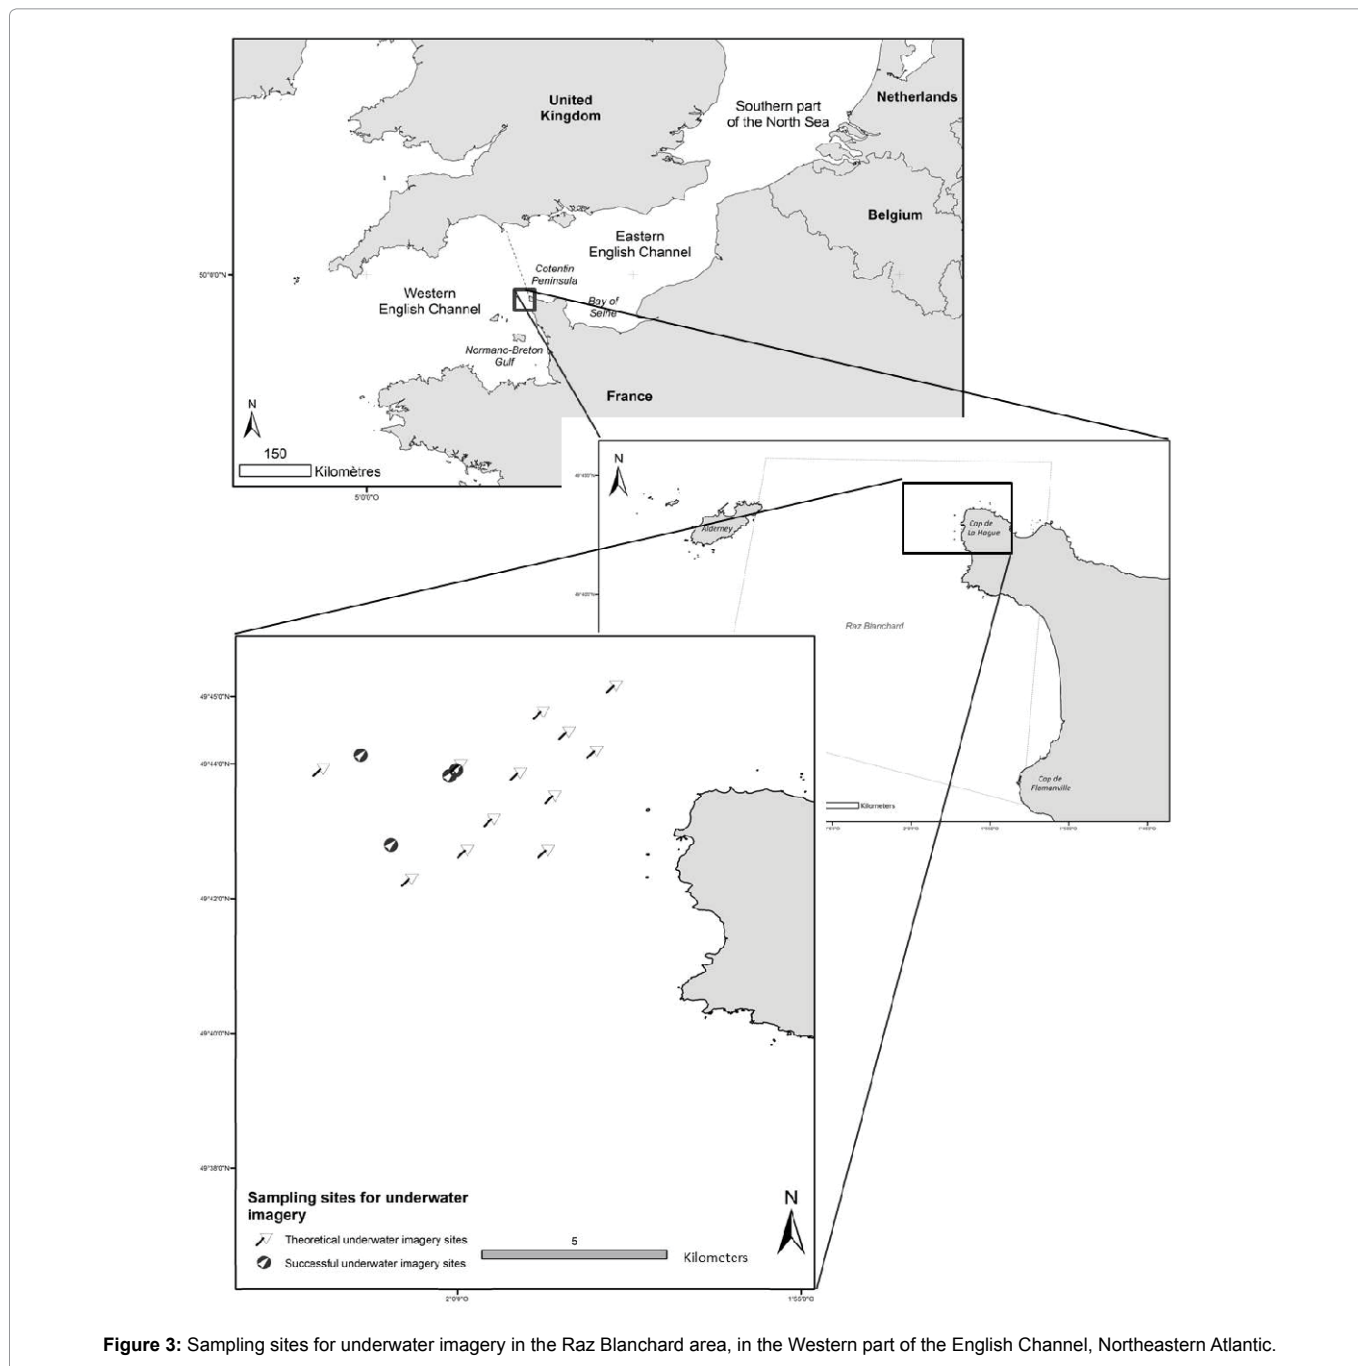 United
Kingdom
Netherlands
Southern part
of the North Sea
Belgium
Eastern
English Channel
Cotentin
Peninsula
50°0'0"N
Western
English Channel
Bay of
Seine
Normano-Breton
Gulf
France
N
150
Kilomètres
5°0'0"O
N
Alderney
Cap de
La Hague
Raz Blanchard
Cap de
Flamanville
Kilometers
49°45'0"N
49°44'0"N
49°42'0"N
49°40'0"N
49°38'0"N
Sampling sites for underwater
imagery
N
Theoretical underwater imagery sites
5
Kilometers
Successful underwater imagery sites
Figure 3: Sampling sites for underwater imagery in the Raz Blanchard area, in the Western part of the English Channel, Northeastern Atlantic.